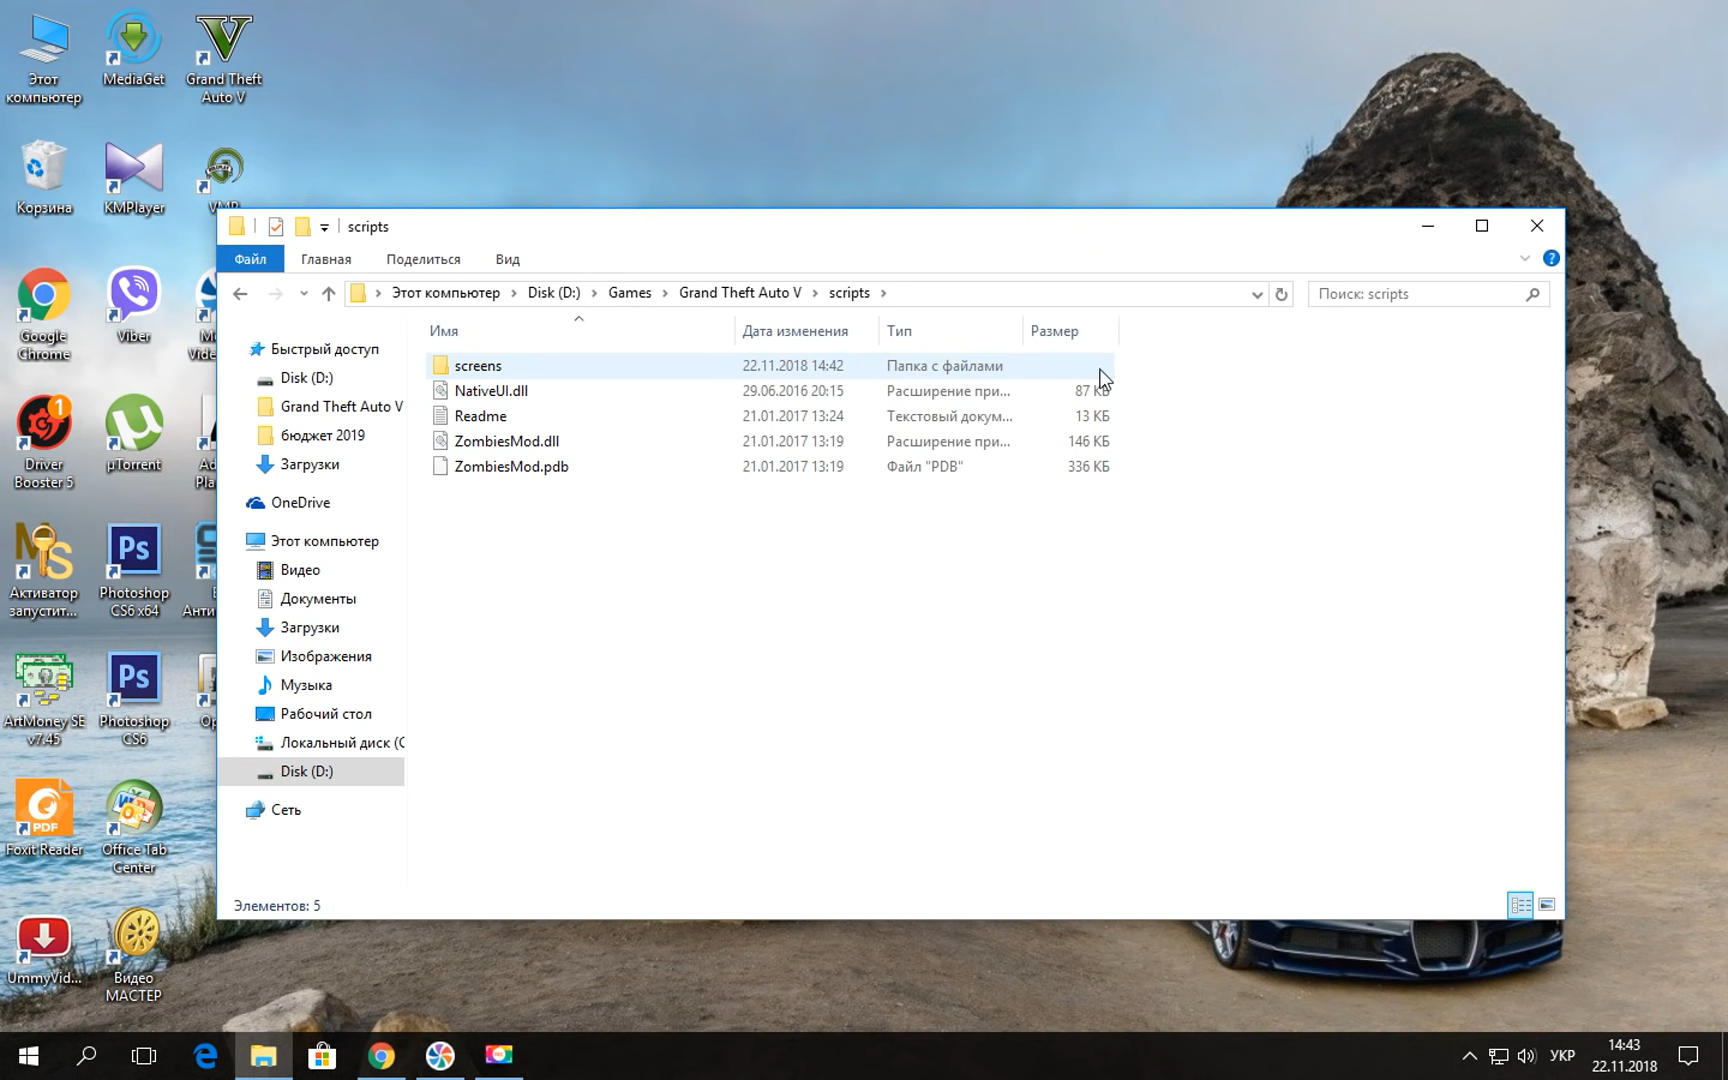 Этот
компьютер
MediaGet
Grand Theft
Auto V
Корзина
KMPlayer
Google
Chrome
Viber
1
Driver
Booster 5
µTorrent
Активатор
запустит...
Ps
Photoshop
CS6 x64
ArtMoney SE
v7.45
Ps
Photoshop
CS6
PDF
Foxit Reader
Office Tab
Center
UmmyVid...
Видео
МАСТЕР
scripts
Файл
Главная
Поделиться
Вид
Этот компьютер
Disk (D:)
Games
Grand Theft Auto V
scripts
Поиск: scripts
Быстрый доступ
Disk (D:)
Grand Theft Auto V
бюджет 2019
Загрузки
OneDrive
Этот компьютер
Видео
Документы
Загрузки
Изображения
Музыка
Рабочий стол
Локальный диск (C
Disk (D:)
Сеть
Имя Дата изменения Тип Размер
screens 22.11.2018 14:42 Папка с файлами
NativeUI.dll 29.06.2016 20:15 Расширение при... 87 КБ
Readme 21.01.2017 13:24 Текстовый докум... 13 КБ
ZombiesMod.dll 21.01.2017 13:19 Расширение при... 146 КБ
ZombiesMod.pdb 21.01.2017 13:19 Файл "PDB" 336 КБ
Элементов: 5
УКР
14:43
22.11.2018